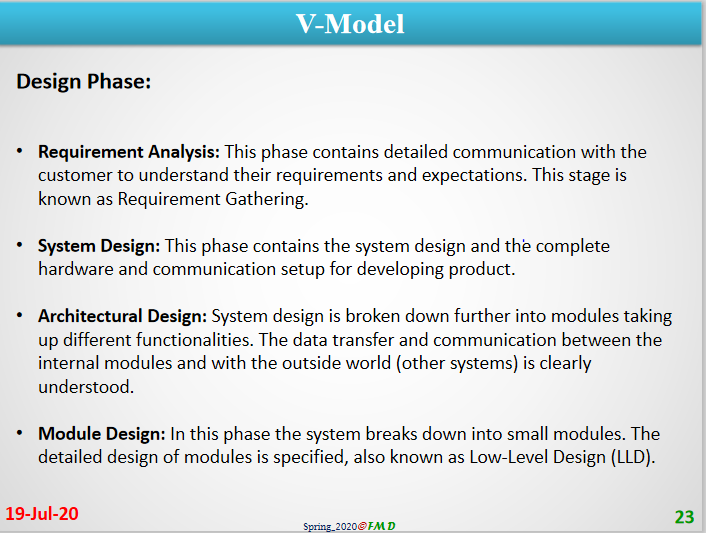 V-Model
Design Phase:
• Requirement Analysis: This phase contains detailed communication with the
customer to understand their requirements and expectations. This stage is
known as Requirement Gathering.
• System Design: This phase contains the system design and the complete
hardware and communication setup for developing product.
• Architectural Design: System design is broken down further into modules taking
up different functionalities. The data transfer and communication between the
internal modules and with the outside world (other systems) is clearly
understood.
• Module Design: In this phase the system breaks down into small modules. The
detailed design of modules is specified, also known as Low-Level Design (LLD).
19-Jul-20
Spring_2020@FMD
23